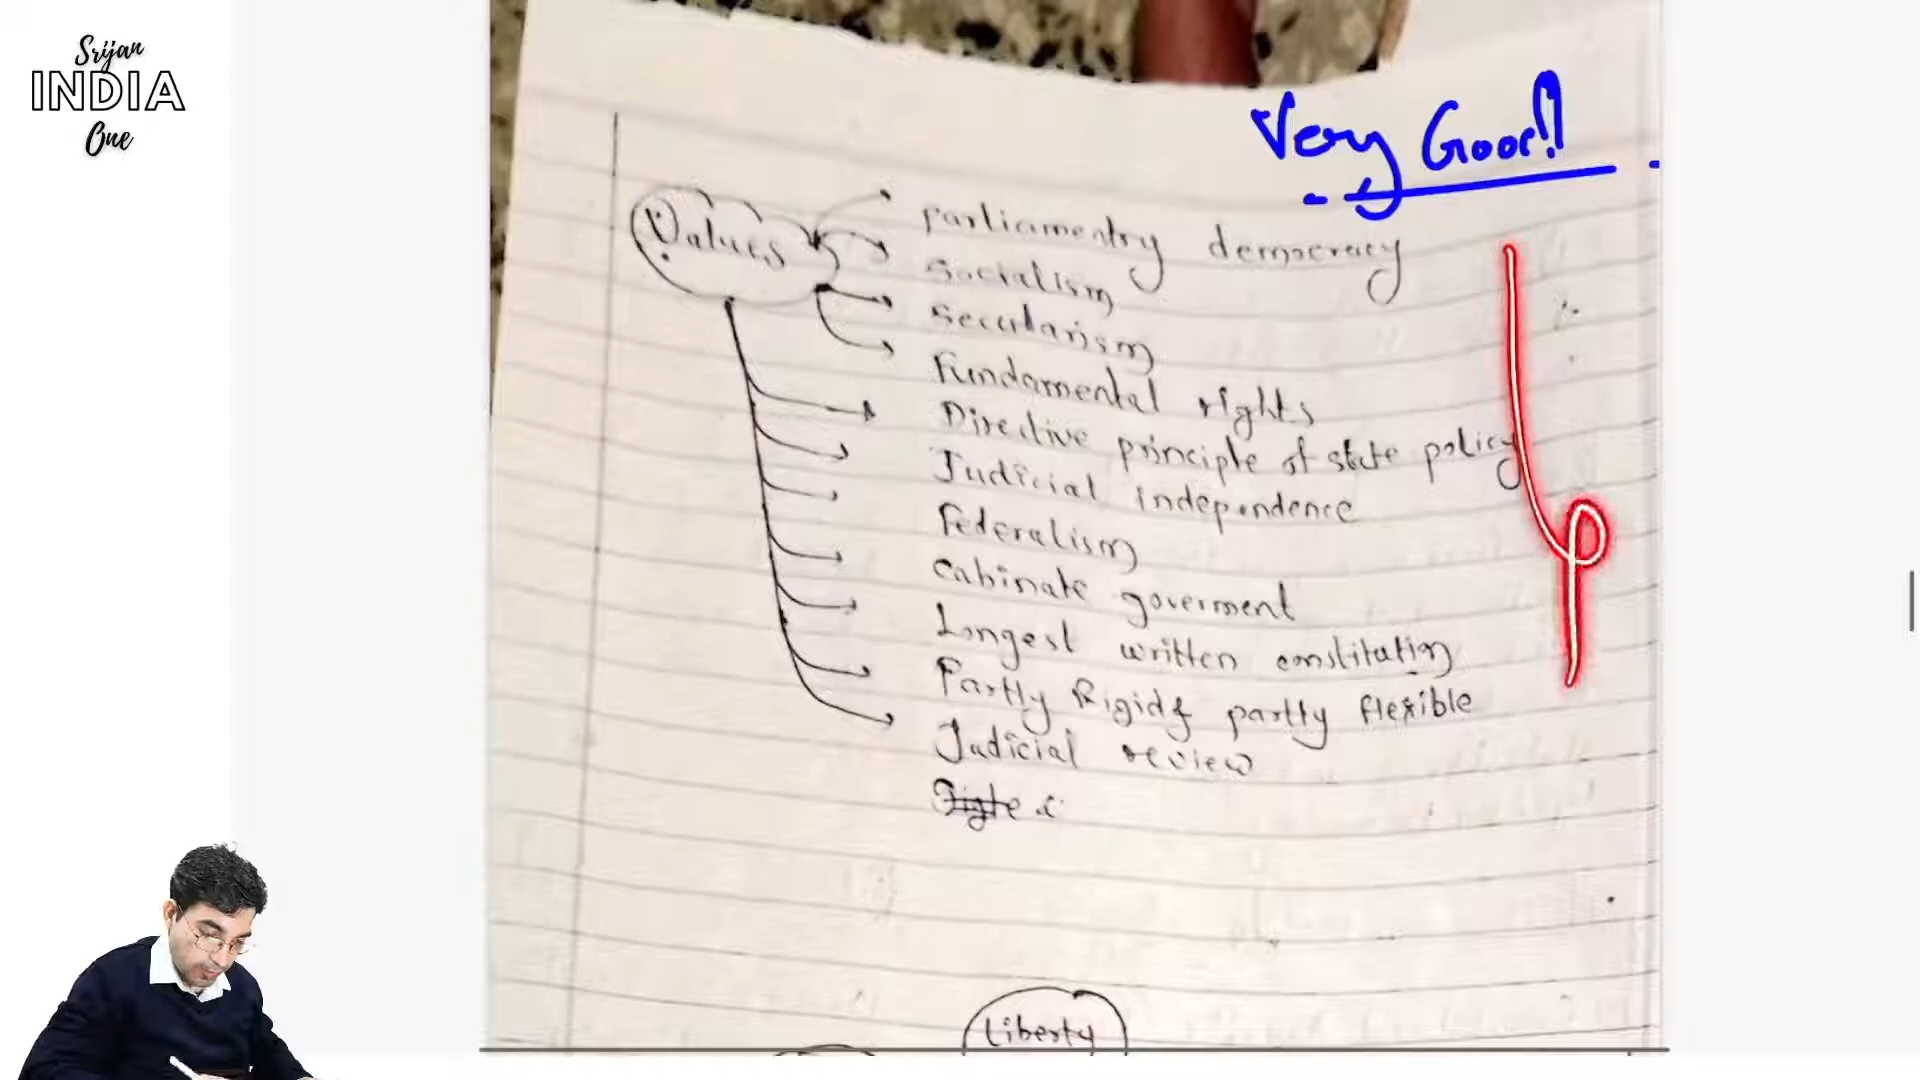 Srijan
INDIA
One
Very Good!!
Values
parliamentry democracy
socialism
secularism
Fundamental rights
Directive principle of state policy
Judicial independence
Federalism
cabinate goverment
Longest written constitution
Partly Rigid & partly flexible
Judicial review
Liberty